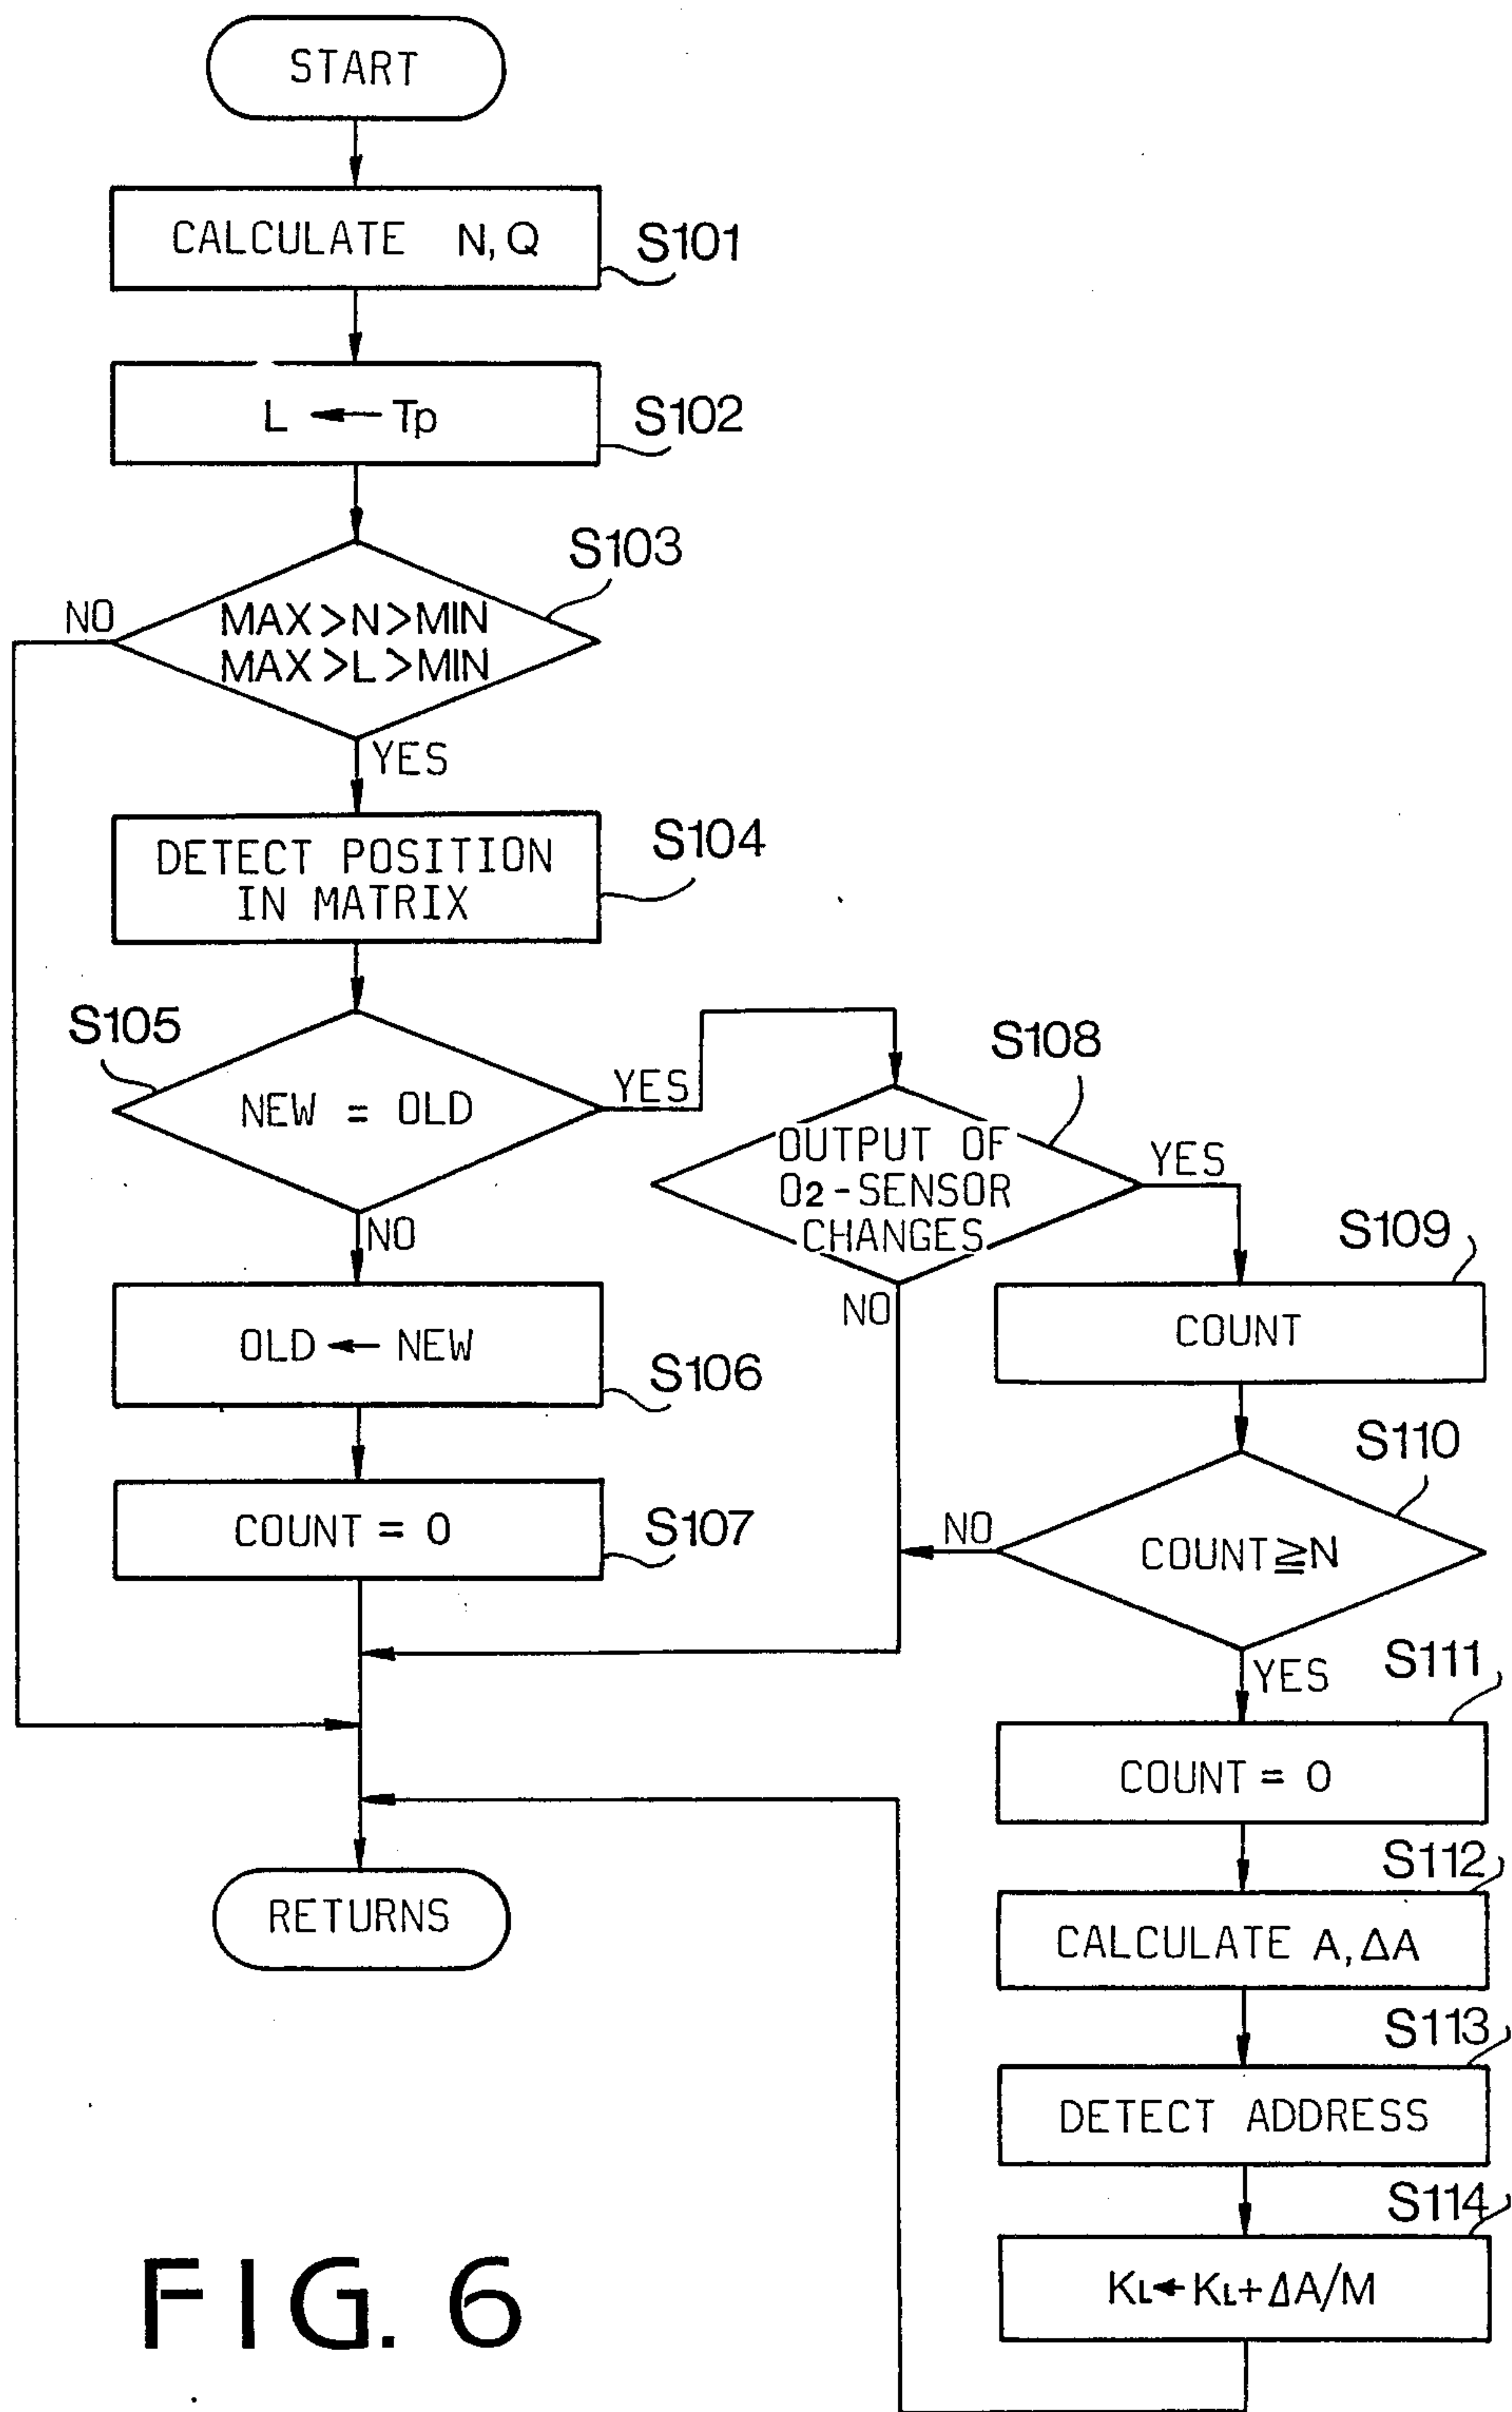 START
CALCULATE N, Q
S101
L ← Tp
S102
S103
NO
MAX>N>MIN
MAX>L>MIN
YES
DETECT POSITION
IN MATRIX
S104
S105
NEW = OLD
YES
NO
S108
OUTPUT OF
O2-SENSOR
CHANGES
YES
NO
OLD ← NEW
S106
COUNT = 0
S107
S109
COUNT
S110
NO
COUNT≧N
YES
S111
COUNT = 0
S112
CALCULATE A, ΔA
S113
DETECT ADDRESS
S114
KL←KL+ΔA/M
RETURNS
FIG. 6